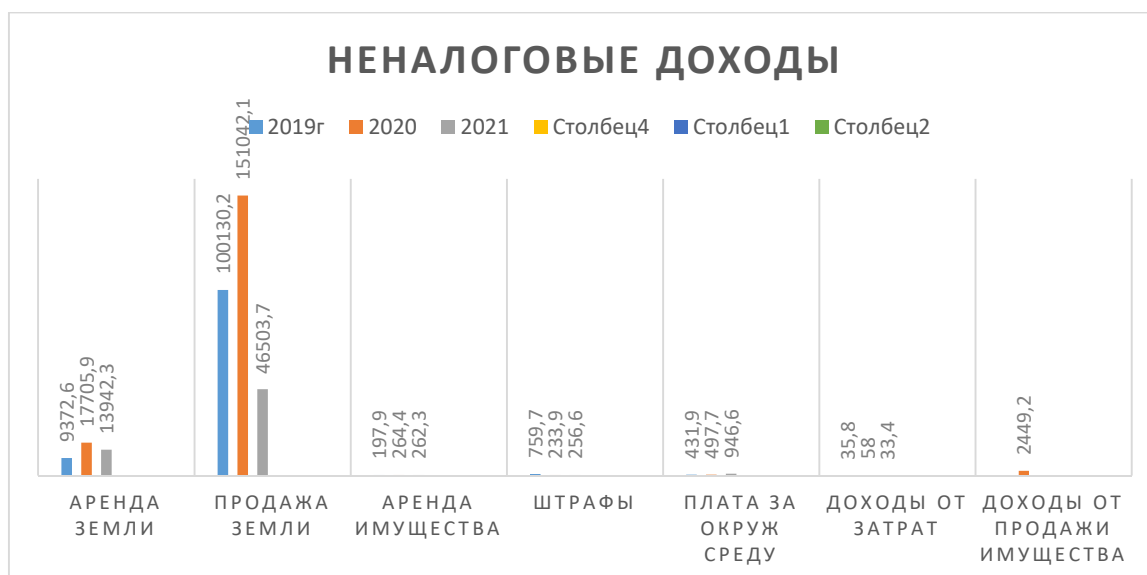 НЕНАЛОГОВЫЕ ДОХОДЫ
2019г 2020 2021 Столбец4 Столбец1 Столбец2
9372,6
17705,9
13942,3
100130,2
151042,1
46503,7
197,9
264,4
262,3
759,7
233,9
256,6
431,9
497,7
946,6
35,8
58
33,4
2449,2
АРЕНДА
ЗЕМЛИ
ПРОДАЖА
ЗЕМЛИ
АРЕНДА
ИМУЩЕСТВА
ШТРАФЫ
ПЛАТА ЗА
ОКРУЖ
СРЕДУ
ДОХОДЫ ОТ
ЗАТРАТ
ДОХОДЫ ОТ
ПРОДАЖИ
ИМУЩЕСТВА